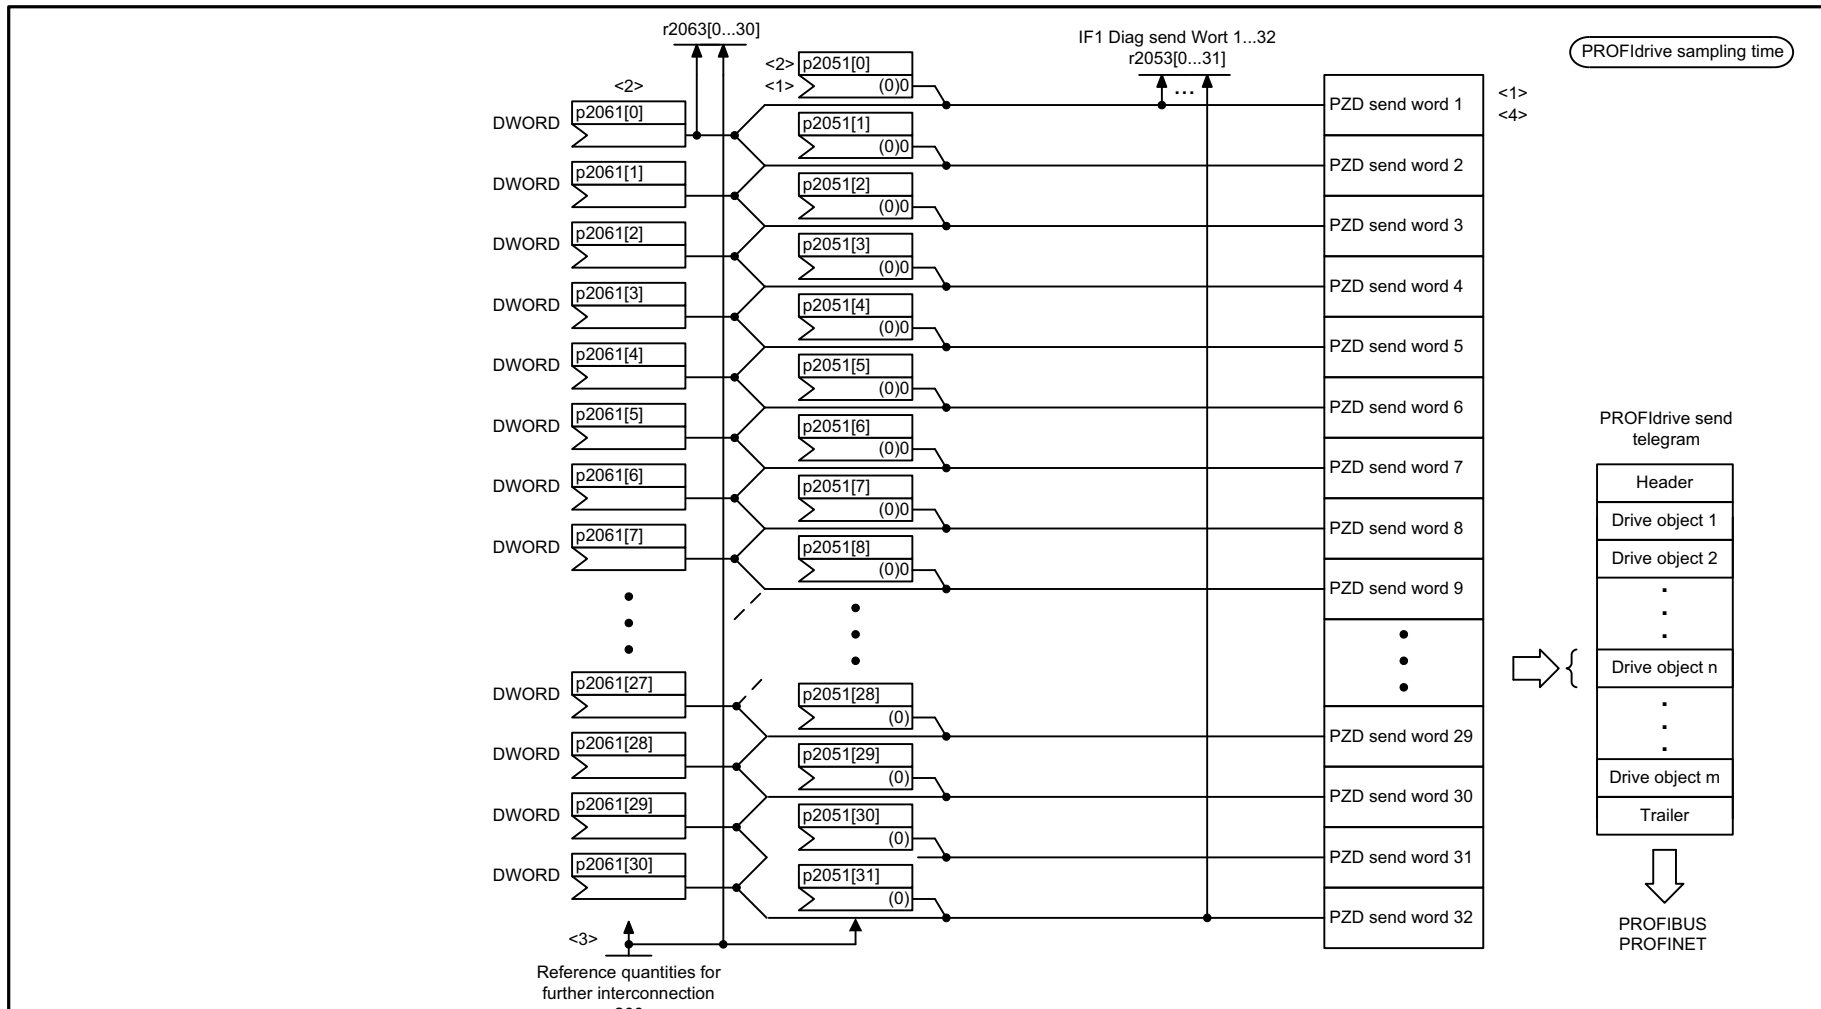 r2063[0...30]
IF1 Diag send Wort 1...32
r2053[0...31]
PROFIdrive sampling time
<2>
<2>
<1>
p2051[0]
(0)0
DWORD
p2061[0]
PZD send word 1
<1>
<4>
p2051[1]
(0)0
PZD send word 2
DWORD
p2061[1]
p2051[2]
(0)0
PZD send word 3
DWORD
p2061[2]
p2051[3]
(0)0
PZD send word 4
DWORD
p2061[3]
p2051[4]
(0)0
PZD send word 5
DWORD
p2061[4]
p2051[5]
(0)0
PZD send word 6
DWORD
p2061[5]
p2051[6]
(0)0
PZD send word 7
DWORD
p2061[6]
p2051[7]
(0)0
PZD send word 8
DWORD
p2061[7]
p2051[8]
(0)0
PZD send word 9
DWORD
p2061[27]
p2051[28]
(0)
PZD send word 29
DWORD
p2061[28]
p2051[29]
(0)
PZD send word 30
DWORD
p2061[29]
p2051[30]
(0)
PZD send word 31
DWORD
p2061[30]
p2051[31]
(0)
PZD send word 32
<3>
Reference quantities for
further interconnection
PROFIdrive send
telegram
Header
Drive object 1
Drive object 2
Drive object n
Drive object m
Trailer
PROFIBUS
PROFINET